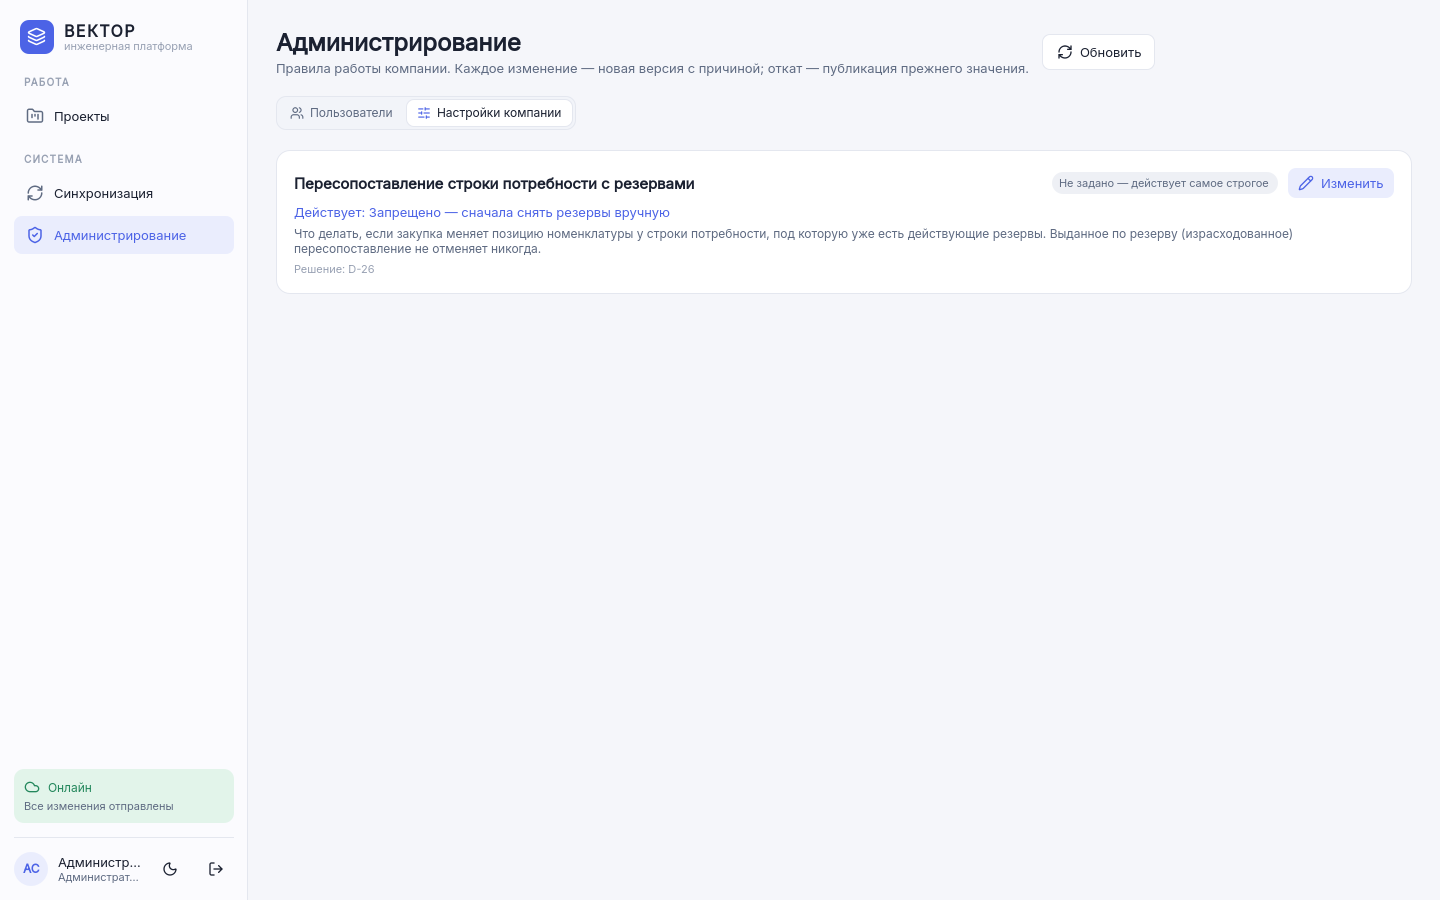 ВЕКТОР
инженерная платформа
РАБОТА
Проекты
СИСТЕМА
Синхронизация
Администрирование
Онлайн
Все изменения отправлены
АС
Администр...
Администрат...
Администрирование
Правила работы компании. Каждое изменение — новая версия с причиной; откат — публикация прежнего значения.
Обновить
Пользователи
Настройки компании
Пересопоставление строки потребности с резервами
Не задано — действует самое строгое
Изменить
Действует: Запрещено — сначала снять резервы вручную
Что делать, если закупка меняет позицию номенклатуры у строки потребности, под которую уже есть действующие резервы. Выданное по резерву (израсходованное)
пересопоставление не отменяет никогда.
Решение: D-26